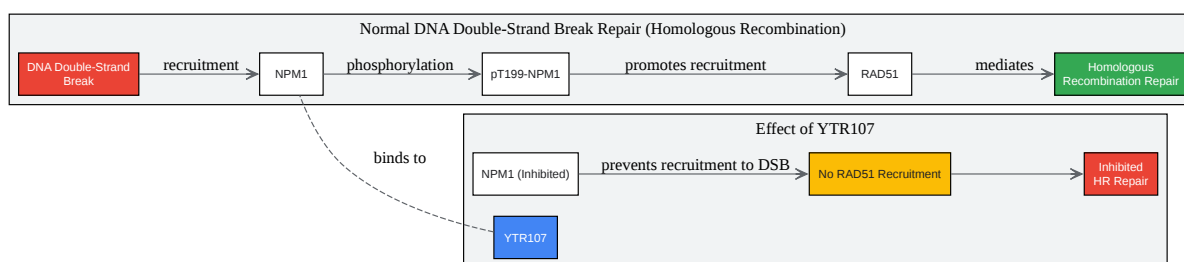 Normal DNA Double-Strand Break Repair (Homologous Recombination)
DNA Double-Strand
Break
recruitment
NPM1
phosphorylation
pT199-NPM1
promotes recruitment
RAD51
mediates
Homologous
Recombination Repair
binds to
Effect of YTR107
NPM1 (Inhibited)
prevents recruitment to DSB
No RAD51 Recruitment
Inhibited
HR Repair
YTR107